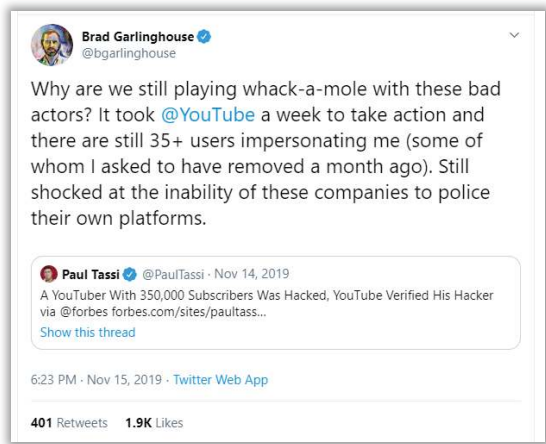 Brad Garlinghouse
@bgarlinghouse
Why are we still playing whack-a-mole with these bad
actors? It took @YouTube a week to take action and
there are still 35+ users impersonating me (some of
whom I asked to have removed a month ago). Still
shocked at the inability of these companies to police
their own platforms.
Paul Tassi @PaulTassi · Nov 14, 2019
A YouTuber With 350,000 Subscribers Was Hacked, YouTube Verified His Hacker
via @forbes forbes.com/sites/paultass...
Show this thread
6:23 PM · Nov 15, 2019 · Twitter Web App
401 Retweets 1.9K Likes